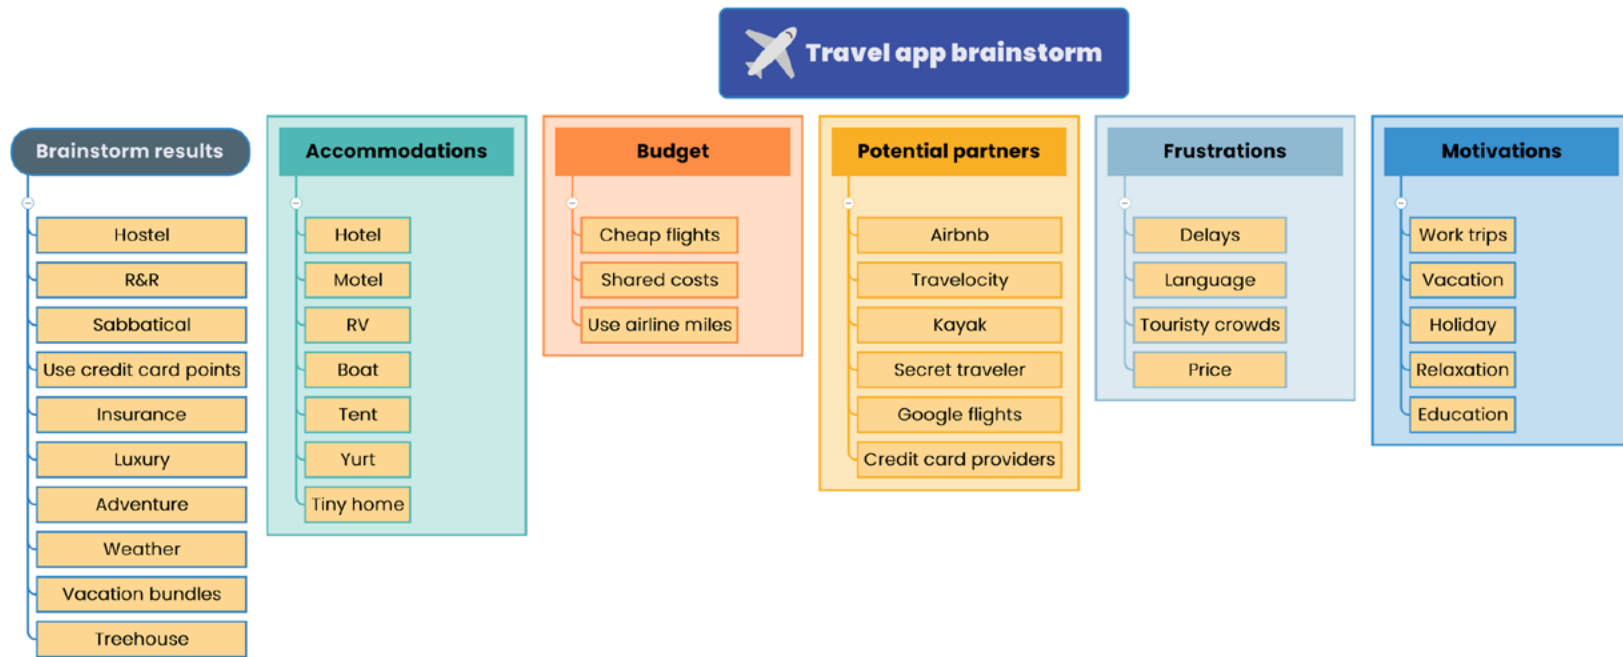 Travel app brainstorm
Brainstorm results
Hostel
R&R
Sabbatical
Use credit card points
Insurance
Luxury
Adventure
Weather
Vacation bundles
Treehouse
Accommodations
Hotel
Motel
RV
Boat
Tent
Yurt
Tiny home
Budget
Cheap flights
Shared costs
Use airline miles
Potential partners
Airbnb
Travelocity
Kayak
Secret traveler
Google flights
Credit card providers
Frustrations
Delays
Language
Touristy crowds
Price
Motivations
Work trips
Vacation
Holiday
Relaxation
Education